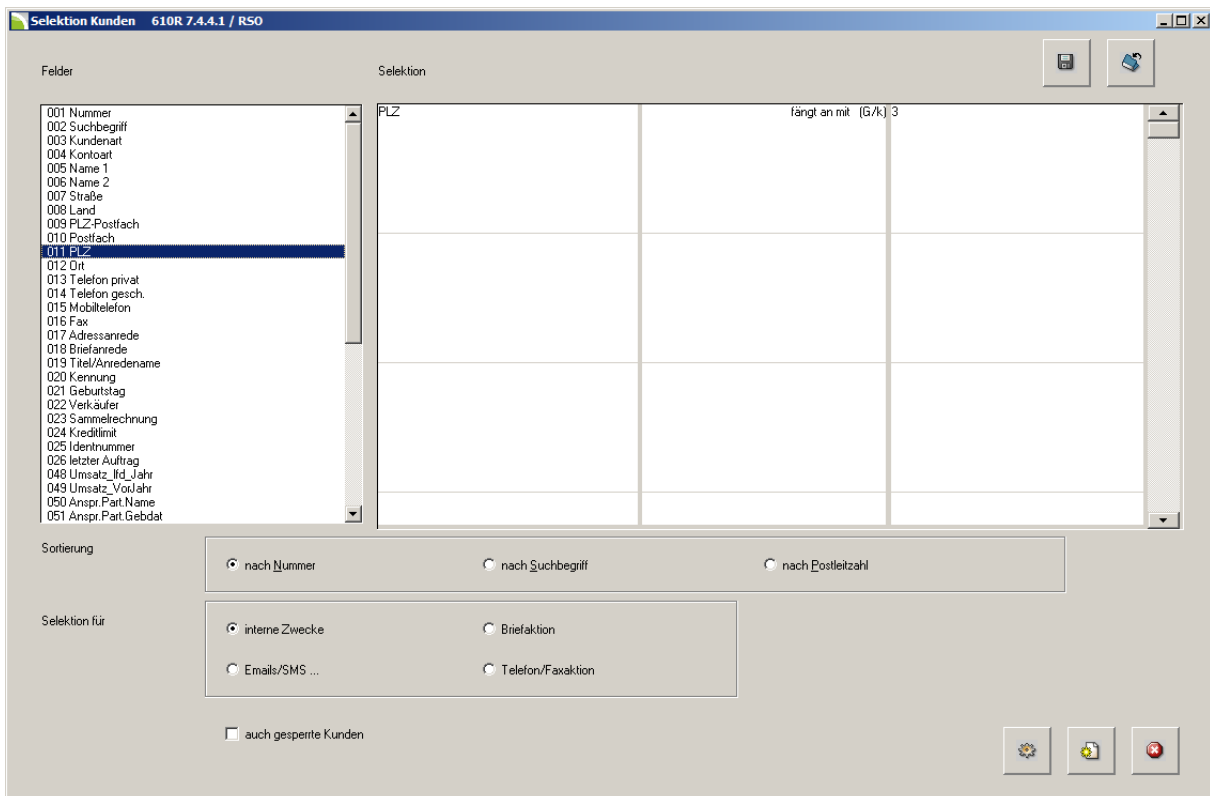 Selektion Kunden 610R 7.4.4.1 / RSO
Felder
Selektion
001 Nummer
002 Suchbegriff
003 Kundenart
004 Kontoart
005 Name 1
006 Name 2
007 Straße
008 Land
009 PLZ-Postfach
010 Postfach
011 PLZ
012 Ort
013 Telefon privat
014 Telefon gesch.
015 Mobiltelefon
016 Fax
017 Adressanrede
018 Briefanrede
019 Titel/Anredename
020 Kennung
021 Geburtstag
022 Verkäufer
023 Sammelrechnung
024 Kreditlimit
025 Identnummer
026 letzter Auftrag
048 Umsatz_lfd_Jahr
049 Umsatz_VorJahr
050 Anspr.Part.Name
051 Anspr.Part.Gebdat
PLZ fängt an mit (G/k) 3
Sortierung
nach Nummer nach Suchbegriff nach Postleitzahl
Selektion für
interne Zwecke Briefaktion
Emails/SMS ... Telefon/Faxaktion
auch gesperrte Kunden